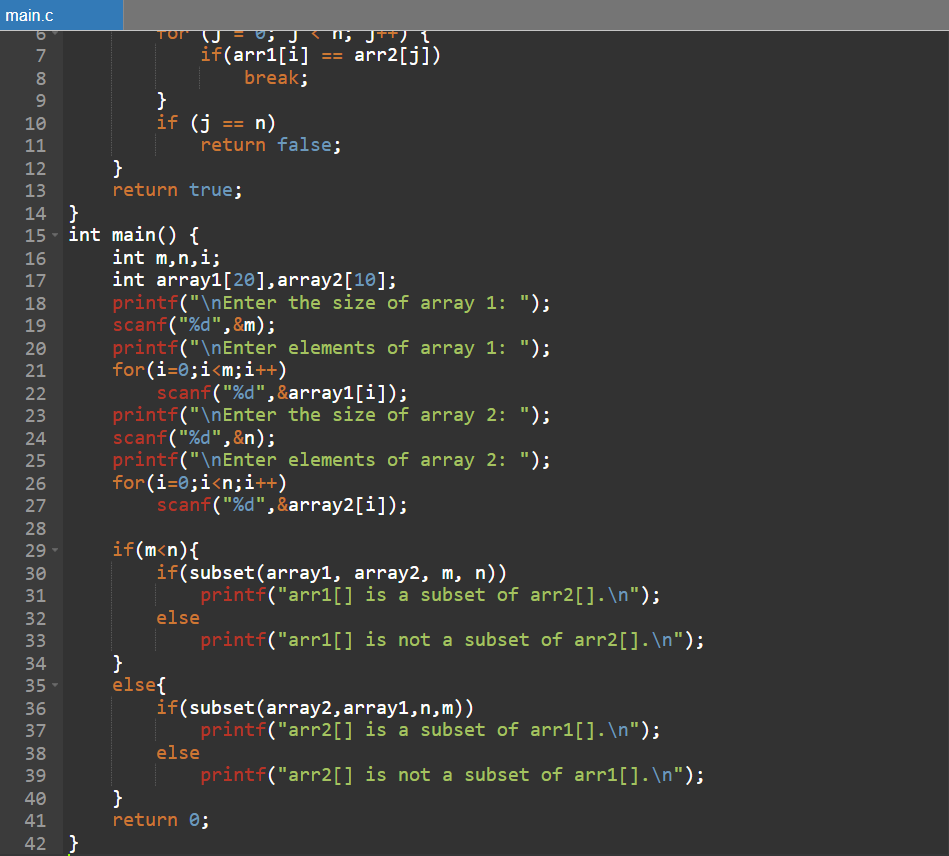 main.c
6 for (j = 0; j < n; j++) {
7 if(arr1[i] == arr2[j])
8 break;
9 }
10 if (j == n)
11 return false;
12 }
13 return true;
14 }
15 int main() {
16 int m,n,i;
17 int array1[20],array2[10];
18 printf("\nEnter the size of array 1: ");
19 scanf("%d",&m);
20 printf("\nEnter elements of array 1: ");
21 for(i=0;i<m;i++)
22 scanf("%d",&array1[i]);
23 printf("\nEnter the size of array 2: ");
24 scanf("%d",&n);
25 printf("\nEnter elements of array 2: ");
26 for(i=0;i<n;i++)
27 scanf("%d",&array2[i]);
28
29 if(m<n){
30 if(subset(array1, array2, m, n))
31 printf("arr1[] is a subset of arr2[].\n");
32 else
33 printf("arr1[] is not a subset of arr2[].\n");
34 }
35 else{
36 if(subset(array2,array1,n,m))
37 printf("arr2[] is a subset of arr1[].\n");
38 else
39 printf("arr2[] is not a subset of arr1[].\n");
40 }
41 return 0;
42 }